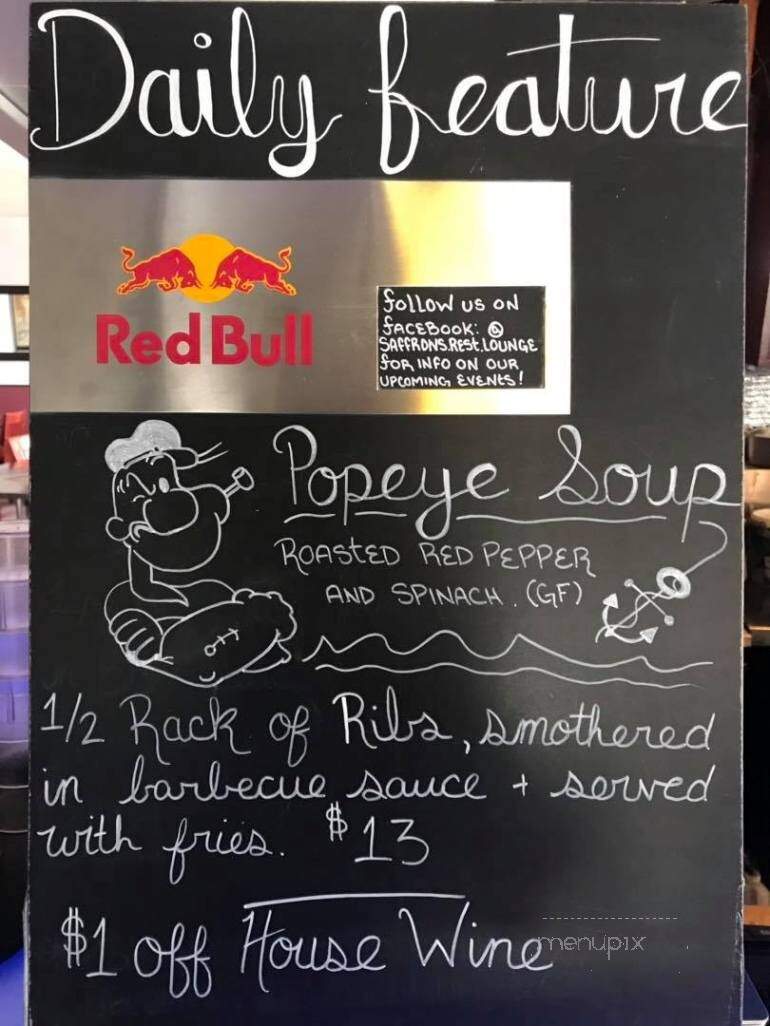 Daily feature
Red Bull
follow us on
facebook: @
saffrons.rest.lounge
for info on our
upcoming events!
Popeye Soup
Roasted Red Pepper
and Spinach. (GF)
1/2 Rack of Ribs, smothered
in barbecue sauce + served
with fries. $13
$1 off House Wine
menupix